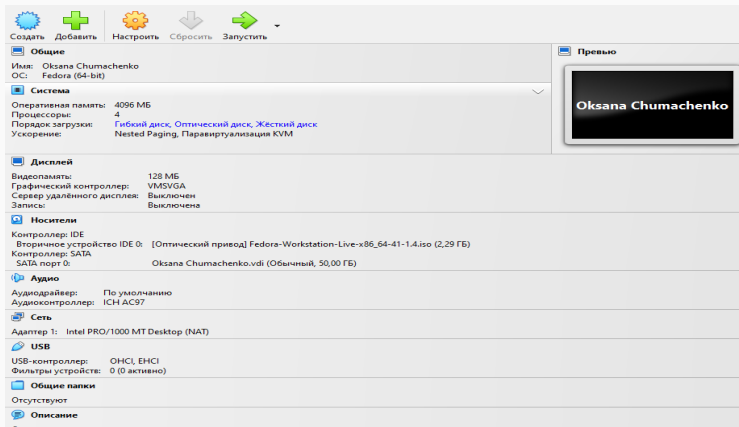 Создать Добавить Настроить Сбросить Запустить
Общие
Имя: Oksana Chumachenko
ОС: Fedora (64-bit)
Превью
Oksana Chumachenko
Система
Оперативная память: 4096 МБ
Процессоры: 4
Порядок загрузки: Гибкий диск, Оптический диск, Жёсткий диск
Ускорение: Nested Paging, Паравиртуализация KVM
Дисплей
Видеопамять: 128 МБ
Графический контроллер: VMSVGA
Сервер удалённого дисплея: Выключен
Запись: Выключена
Носители
Контроллер: IDE
Вторичное устройство IDE 0: [Оптический привод] Fedora-Workstation-Live-x86_64-41-1.4.iso (2,29 ГБ)
Контроллер: SATA
SATA порт 0: Oksana Chumachenko.vdi (Обычный, 50,00 ГБ)
Аудио
Аудиодрайвер: По умолчанию
Аудиоконтроллер: ICH AC97
Сеть
Адаптер 1: Intel PRO/1000 MT Desktop (NAT)
USB
USB-контроллер: OHCI, EHCI
Фильтры устройств: 0 (0 активно)
Общие папки
Отсутствуют
Описание